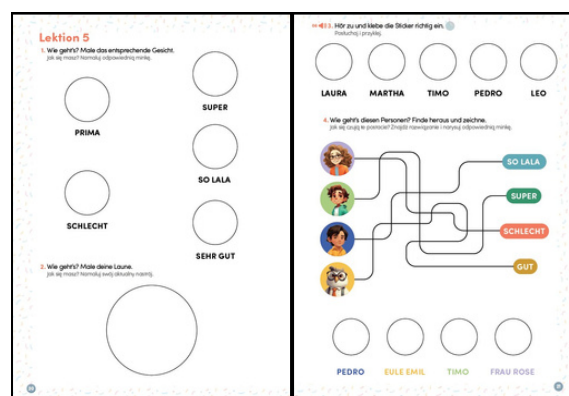 Lektion 5
1. Wie geht's? Male das entsprechende Gesicht.
Jak się masz? Namaluj odpowiednią minkę.
PRIMA
SUPER
SO LALA
SCHLECHT
SEHR GUT
2. Wie geht's? Male deine Laune.
Jak się masz? Namaluj swój aktualny nastrój.
3. Hör zu und klebe die Sticker richtig ein.
Posłuchaj i przyklej.
LAURA MARTHA TIMO PEDRO LEO
4. Wie geht's diesen Personen? Finde heraus und zeichne.
Jak się czują te postacie? Znajdź rozwiązanie i narysuj odpowiednią minkę.
SO LALA
SUPER
SCHLECHT
GUT
PEDRO EULE EMIL TIMO FRAU ROSE